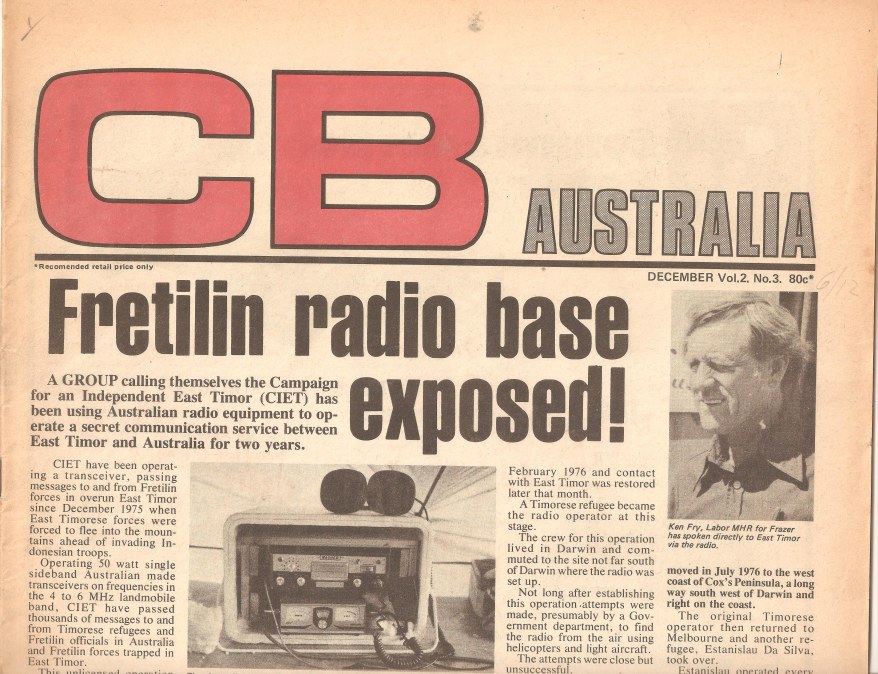 CB
AUSTRALIA
*Recomended retail price only
DECEMBER Vol.2. No.3. 80c*
Fretilin radio base
exposed!
A GROUP calling themselves the Campaign
for an Independent East Timor (CIET) has
been using Australian radio equipment to op-
erate a secret communication service between
East Timor and Australia for two years.
CIET have been operat-
ing a transceiver, passing
messages to and from Fretilin
forces in overun East Timor
since December 1975 when
East Timorese forces were
forced to flee into the moun-
tains ahead of invading In-
donesian troops.
Operating 50 watt single
sideband Australian made
transceivers on frequencies in
the 4 to 6 MHz landmobile
band, CIET have passed
thousands of messages to and
from Timorese refugees and
Fretilin officials in Australia
and Fretilin forces trapped in
East Timor.
This unlicensed operation
February 1976 and contact
with East Timor was restored
later that month.
A Timorese refugee became
the radio operator at this
stage.
The crew for this operation
lived in Darwin and com-
muted to the site not far south
of Darwin where the radio was
set up.
Not long after establishing
this operation attempts were
made, presumably by a Gov-
ernment department, to find
the radio from the air using
helicopters and light aircraft.
The attempts were close but
unsuccessful.
Ken Fry, Labor MHR for Frazer
has spoken directly to East Timor
via the radio.
moved in July 1976 to the west
coast of Cox's Peninsula, a long
way south west of Darwin and
right on the coast.
The original Timorese
operator then returned to
Melbourne and another re-
fugee, Estanislau Da Silva,
took over.
Estanislau operated every